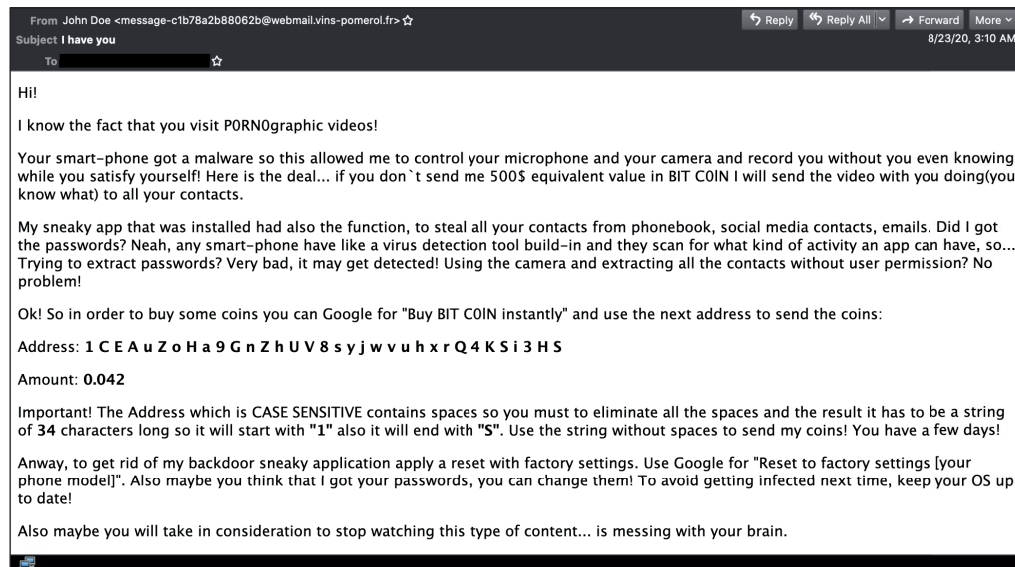 From John Doe <message-c1b78a2b88062b@webmail.vins-pomerol.fr>
Reply Reply All Forward More
Subject I have you
8/23/20, 3:10 AM
To
Hi!
I know the fact that you visit P0RN0graphic videos!
Your smart-phone got a malware so this allowed me to control your microphone and your camera and record you without you even knowing
while you satisfy yourself! Here is the deal... if you don`t send me 500$ equivalent value in BIT C0IN I will send the video with you doing(you
know what) to all your contacts.
My sneaky app that was installed had also the function, to steal all your contacts from phonebook, social media contacts, emails. Did I got
the passwords? Neah, any smart-phone have like a virus detection tool build-in and they scan for what kind of activity an app can have, so...
Trying to extract passwords? Very bad, it may get detected! Using the camera and extracting all the contacts without user permission? No
problem!
Ok! So in order to buy some coins you can Google for "Buy BIT C0IN instantly" and use the next address to send the coins:
Address: 1 C E A u Z o H a 9 G n Z h U V 8 s y j w v u h x r Q 4 K S i 3 H S
Amount: 0.042
Important! The Address which is CASE SENSITIVE contains spaces so you must to eliminate all the spaces and the result it has to be a string
of 34 characters long so it will start with "1" also it will end with "S". Use the string without spaces to send my coins! You have a few days!
Anway, to get rid of my backdoor sneaky application apply a reset with factory settings. Use Google for "Reset to factory settings [your
phone model]". Also maybe you think that I got your passwords, you can change them! To avoid getting infected next time, keep your OS up
to date!
Also maybe you will take in consideration to stop watching this type of content... is messing with your brain.